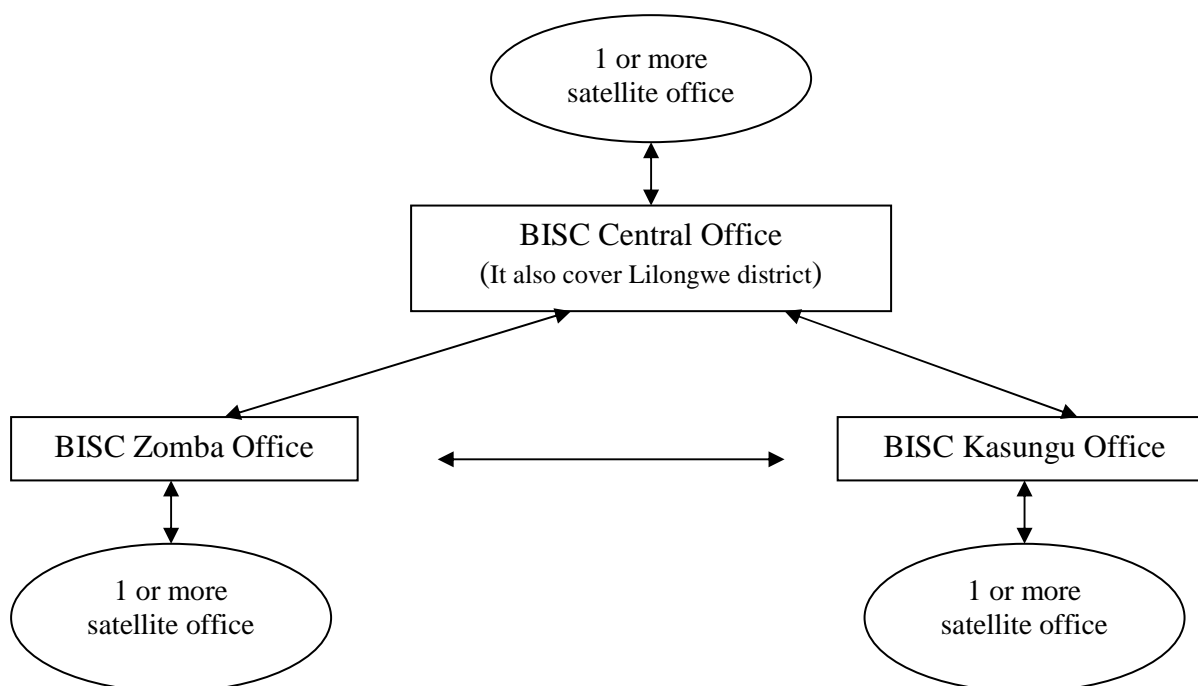 1 or more
satellite office
BISC Central Office
(It also cover Lilongwe district)
BISC Zomba Office
BISC Kasungu Office
1 or more
satellite office
1 or more
satellite office